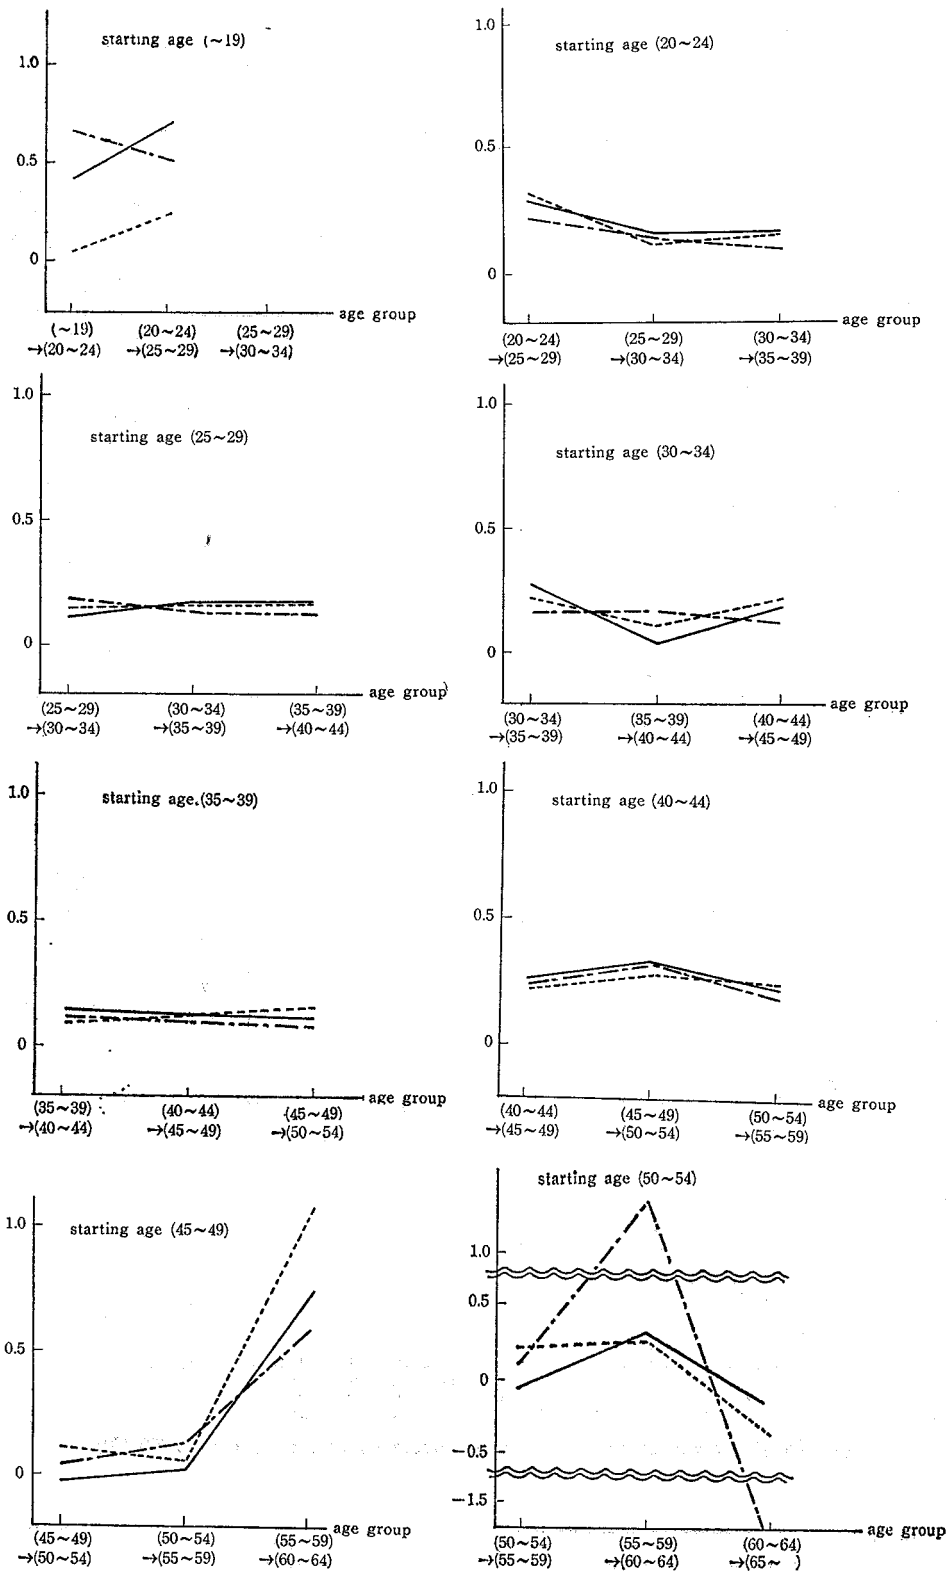 starting age (~19)
1.0
0.5
0
age group
(~19) (20~24) (25~29)
→(20~24) →(25~29) →(30~34)
starting age (20~24)
1.0
0.5
0
age group
(20~24) (25~29) (30~34)
→(25~29) →(30~34) →(35~39)
starting age (25~29)
1.0
0.5
0
age group
(25~29) (30~34) (35~39)
→(30~34) →(35~39) →(40~44)
starting age (30~34)
1.0
0.5
0
age group
(30~34) (35~39) (40~44)
→(35~39) →(40~44) →(45~49)
starting age.(35~39)
1.0
0.5
0
age group
(35~39) (40~44) (45~49)
→(40~44) →(45~49) →(50~54)
starting age (40~44)
1.0
0.5
0
age group
(40~44) (45~49) (50~54)
→(45~49) →(50~54) →(55~59)
starting age (45~49)
1.0
0.5
0
age group
(45~49) (50~54) (55~59)
→(50~54) →(55~59) →(60~64)
starting age (50~54)
1.0
0.5
0
−0.5
−1.5
age group
(50~54) (55~59) (60~64)
→(55~59) →(60~64) →(65~ )